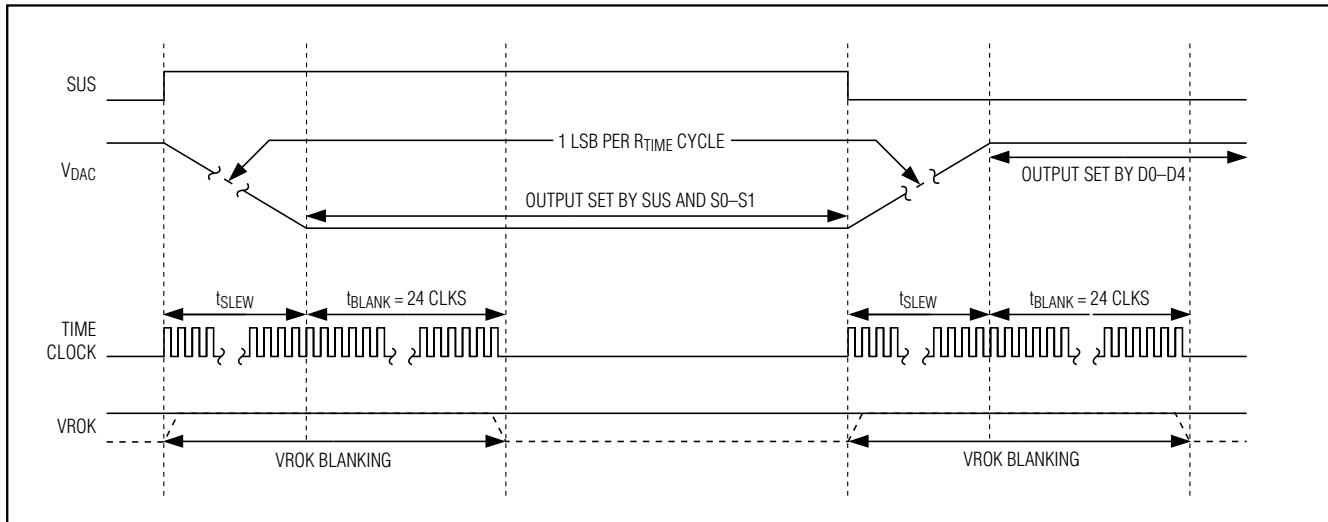 SUS
1 LSB PER RTIME CYCLE
VDAC
OUTPUT SET BY D0–D4
OUTPUT SET BY SUS AND S0–S1
tSLEW
tBLANK = 24 CLKS
tSLEW
tBLANK = 24 CLKS
TIME
CLOCK
VROK
VROK BLANKING
VROK BLANKING